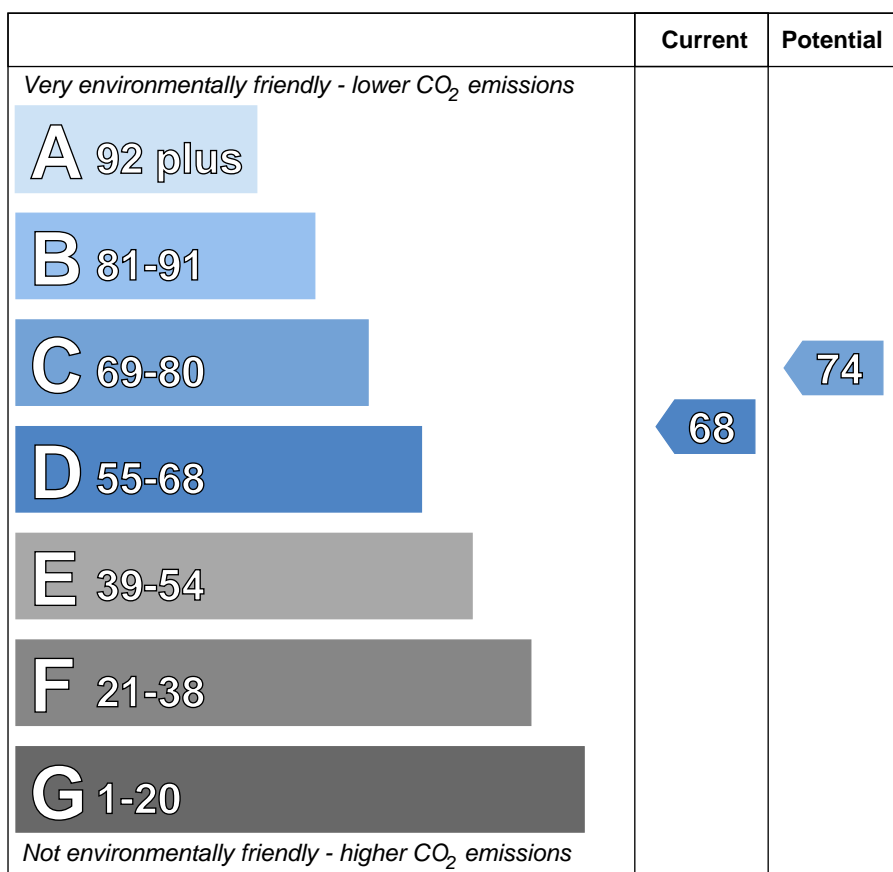 Current Potential
Very environmentally friendly - lower CO2 emissions
A 92 plus
B 81-91
C 69-80
74
D 55-68
68
E 39-54
F 21-38
G 1-20
Not environmentally friendly - higher CO2 emissions